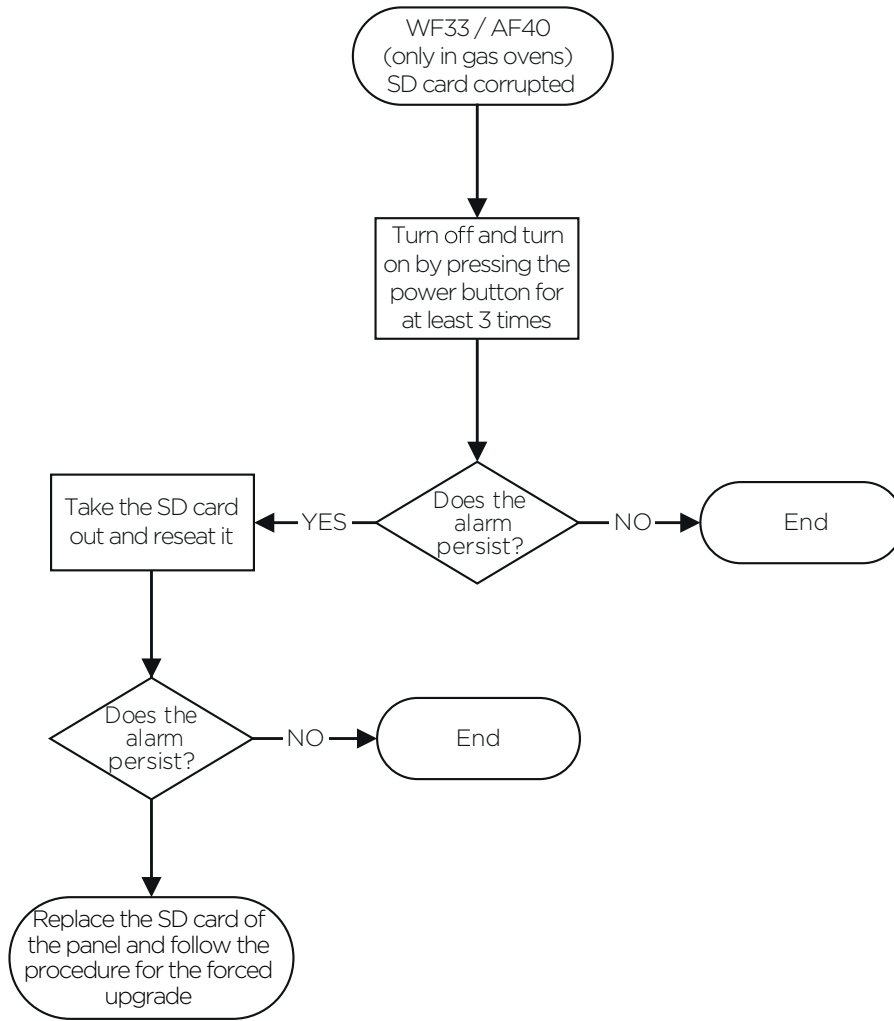 WF33 / AF40
(only in gas ovens)
SD card corrupted
Turn off and turn
on by pressing the
power button for
at least 3 times
Does the
alarm
persist?
YES
NO
End
Take the SD card
out and reseat it
Does the
alarm
persist?
NO
End
Replace the SD card of
the panel and follow the
procedure for the forced
upgrade